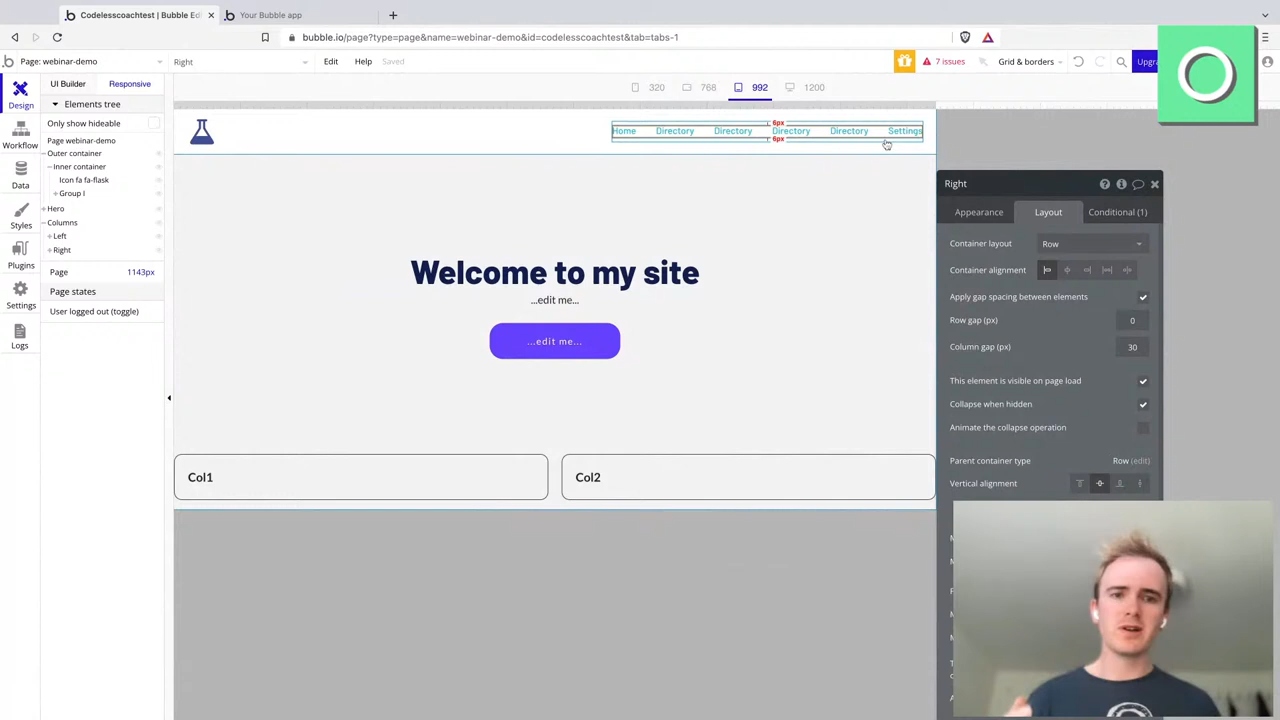 Codelesscoachtest | Bubble Ed
Your Bubble app
bubble.io/page?type=page&name=webinar-demo&id=codelesscoachtest&tab=tabs-1
Page: webinar-demo
Right
Edit
Help
Saved
7 issues
Grid & borders
Upgra
Design
Workflow
Data
Styles
Plugins
Settings
Logs
UI Builder
Responsive
Elements tree
Only show hideable
Page webinar-demo
Outer container
Inner container
Icon fa fa-flask
Group I
Hero
Columns
Left
Right
Page
1143px
Page states
User logged out (toggle)
320
768
992
1200
6px
Home
Directory
Directory
Directory
Directory
Settings
6px
Welcome to my site
...edit me...
...edit me...
Col1
Col2
Right
Appearance
Layout
Conditional (1)
Container layout
Row
Container alignment
Apply gap spacing between elements
Row gap (px)
0
Column gap (px)
30
This element is visible on page load
Collapse when hidden
Animate the collapse operation
Parent container type
Row (edit)
Vertical alignment